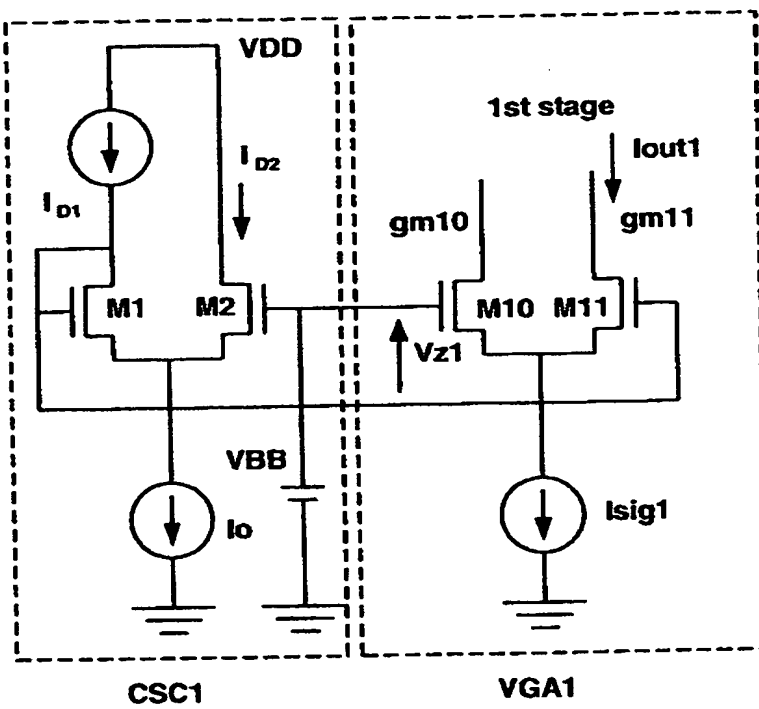 VDD
1st stage
Iout1
ID2
ID1
gm10
gm11
M1
M2
M10
M11
Vz1
VBB
Io
Isig1
CSC1
VGA1